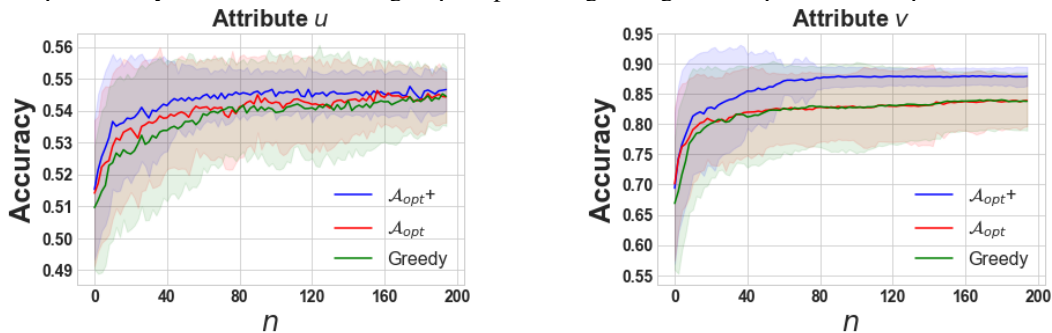 Attribute u
Accuracy
0.56
0.55
0.54
0.53
0.52
0.51
0.50
0.49
0 40 80 120 160 200
n
𝒜opt+
𝒜opt
Greedy
Attribute v
Accuracy
0.95
0.90
0.85
0.80
0.75
0.70
0.65
0.60
0.55
0 40 80 120 160 200
n
𝒜opt+
𝒜opt
Greedy